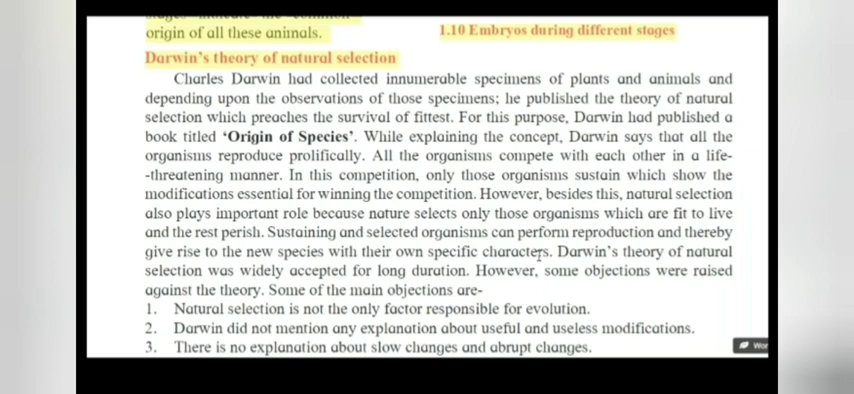 origin of all these animals.
1.10 Embryos during different stages
Darwin's theory of natural selection
Charles Darwin had collected innumerable specimens of plants and animals and
depending upon the observations of those specimens; he published the theory of natural
selection which preaches the survival of fittest. For this purpose, Darwin had published a
book titled ‘Origin of Species’. While explaining the concept, Darwin says that all the
organisms reproduce prolifically. All the organisms compete with each other in a life-
-threatening manner. In this competition, only those organisms sustain which show the
modifications essential for winning the competition. However, besides this, natural selection
also plays important role because nature selects only those organisms which are fit to live
and the rest perish. Sustaining and selected organisms can perform reproduction and thereby
give rise to the new species with their own specific characters. Darwin's theory of natural
selection was widely accepted for long duration. However, some objections were raised
against the theory. Some of the main objections are-
1. Natural selection is not the only factor responsible for evolution.
2. Darwin did not mention any explanation about useful and useless modifications.
3. There is no explanation about slow changes and abrupt changes.